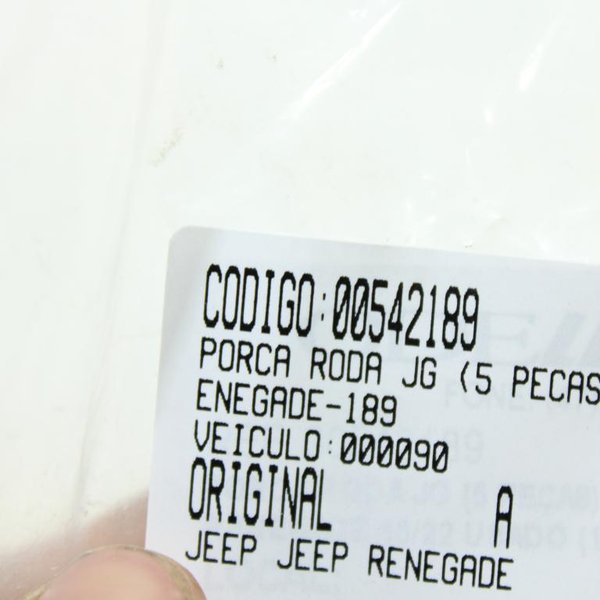 CODIGO:00542189
PORCA RODA JG (5 PECAS
ENEGADE-189
VEICULO:000090
ORIGINAL A
JEEP JEEP RENEGADE